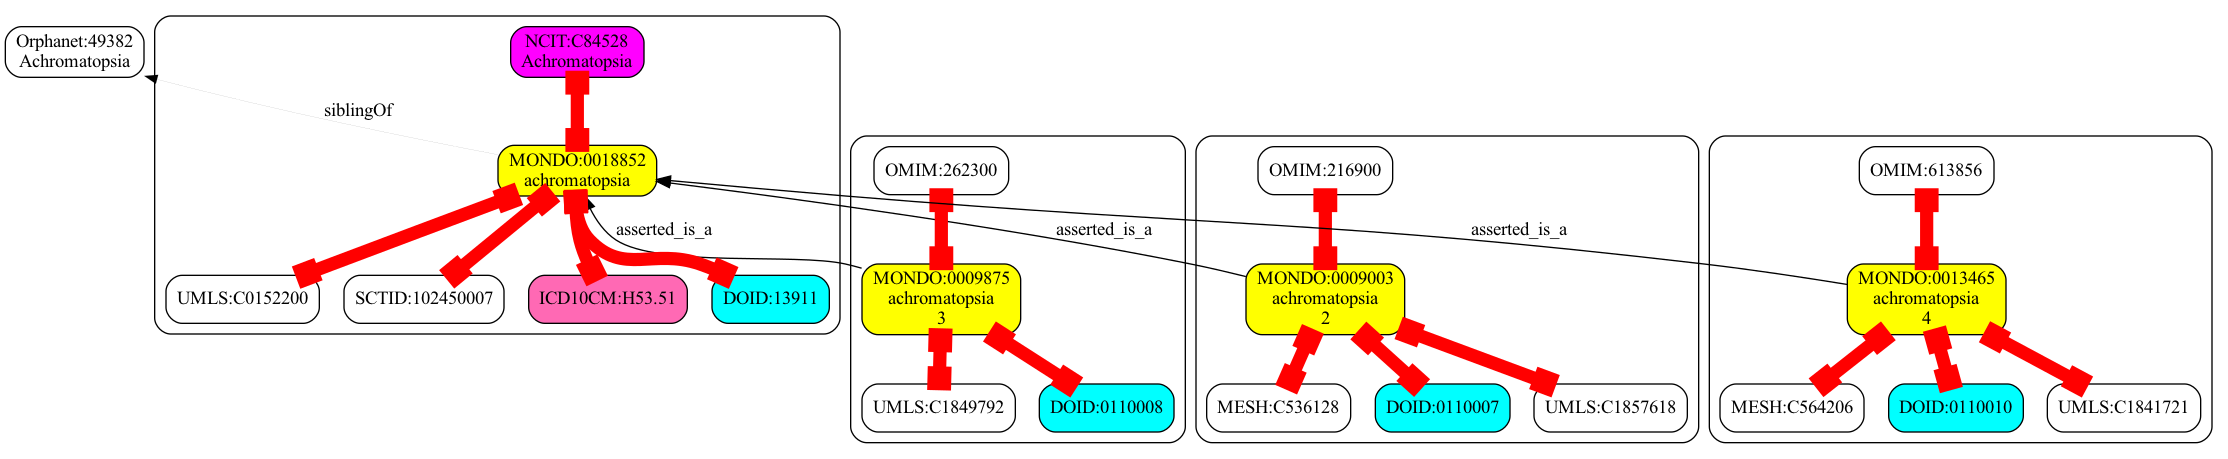 Orphanet:49382
Achromatopsia
NCIT:C84528
Achromatopsia
siblingOf
MONDO:0018852
achromatopsia
UMLS:C0152200
SCTID:102450007
ICD10CM:H53.51
DOID:13911
asserted_is_a
OMIM:262300
MONDO:0009875
achromatopsia
3
UMLS:C1849792
DOID:0110008
asserted_is_a
OMIM:216900
MONDO:0009003
achromatopsia
2
MESH:C536128
DOID:0110007
UMLS:C1857618
asserted_is_a
OMIM:613856
MONDO:0013465
achromatopsia
4
MESH:C564206
DOID:0110010
UMLS:C1841721